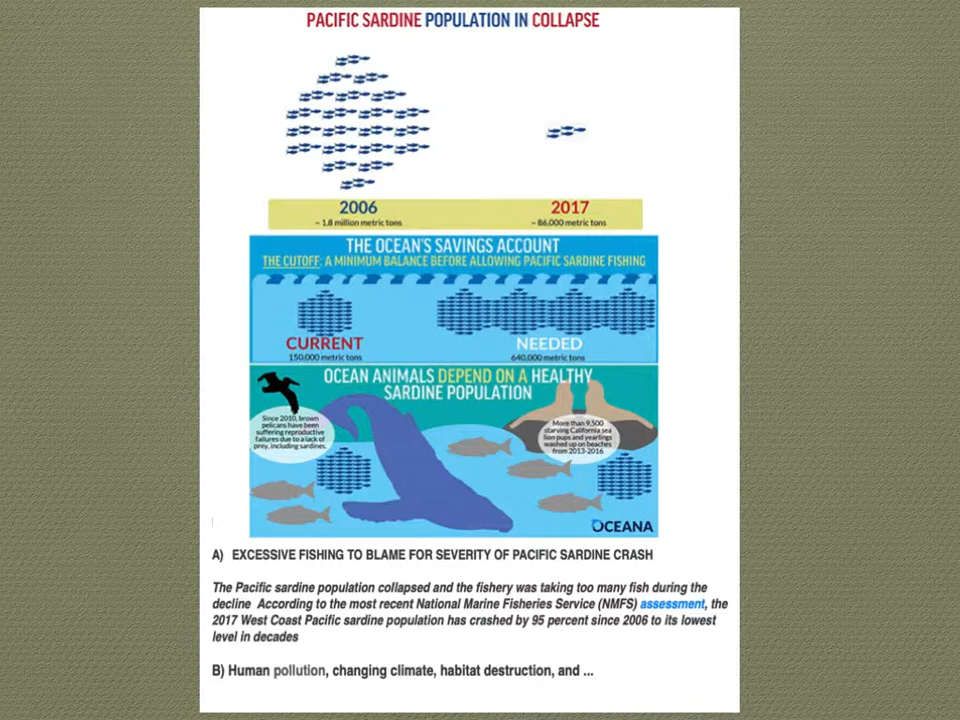 PACIFIC SARDINE POPULATION IN COLLAPSE
2006
2017
~ 1.8 million metric tons
~ 86,000 metric tons
THE OCEAN'S SAVINGS ACCOUNT
THE CUTOFF: A MINIMUM BALANCE BEFORE ALLOWING PACIFIC SARDINE FISHING
CURRENT
150,000 metric tons
NEEDED
640,000 metric tons
OCEAN ANIMALS DEPEND ON A HEALTHY
SARDINE POPULATION
Since 2010, brown
pelicans have been
suffering reproductive
failures due to a lack of
prey, including sardines.
More than 9,500
starving California sea
lion pups and yearlings
washed up on beaches
from 2013-2016
OCEANA
A) EXCESSIVE FISHING TO BLAME FOR SEVERITY OF PACIFIC SARDINE CRASH
The Pacific sardine population collapsed and the fishery was taking too many fish during the
decline According to the most recent National Marine Fisheries Service (NMFS) assessment, the
2017 West Coast Pacific sardine population has crashed by 95 percent since 2006 to its lowest
level in decades
B) Human pollution, changing climate, habitat destruction, and ...